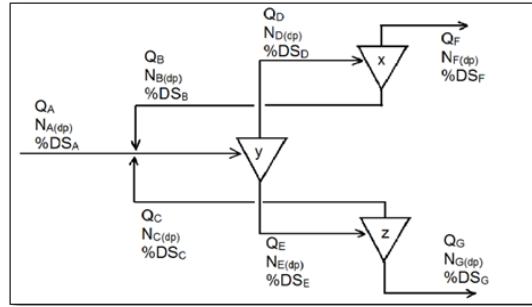 Q_D
N_D(dp)
%DS_D
Q_F
N_F(dp)
%DS_F
x
Q_B
N_B(dp)
%DS_B
Q_A
N_A(dp)
%DS_A
y
Q_C
N_C(dp)
%DS_C
Q_E
N_E(dp)
%DS_E
z
Q_G
N_G(dp)
%DS_G